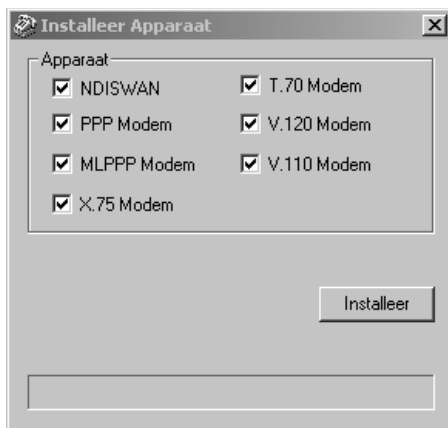 Installeer Apparaat
Apparaat
NDISWAN
PPP Modem
MLPPP Modem
X.75 Modem
T.70 Modem
V.120 Modem
V.110 Modem
Installeer